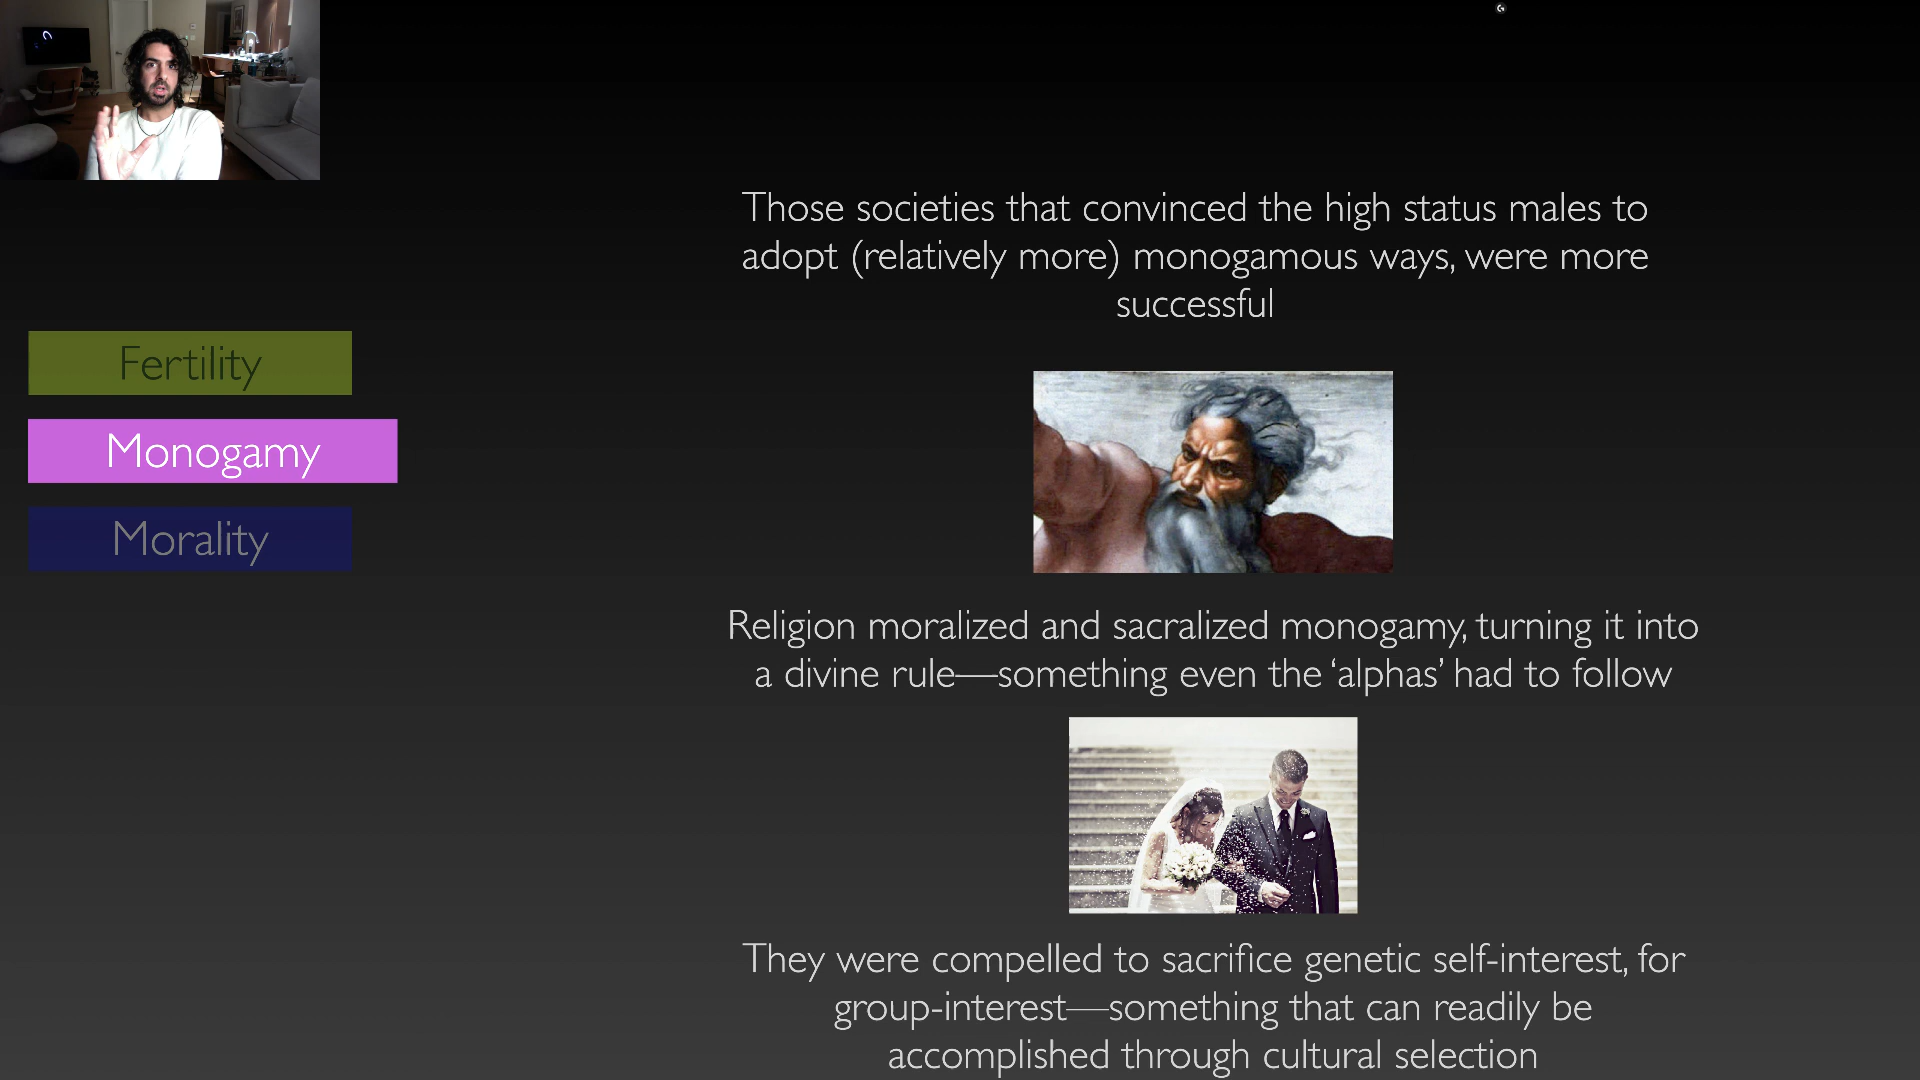 Those societies that convinced the high status males to
adopt (relatively more) monogamous ways, were more
successful
Fertility
Monogamy
Morality
Religion moralized and sacralized monogamy, turning it into
a divine rule—something even the ‘alphas’ had to follow
They were compelled to sacrifice genetic self-interest, for
group-interest—something that can readily be
accomplished through cultural selection